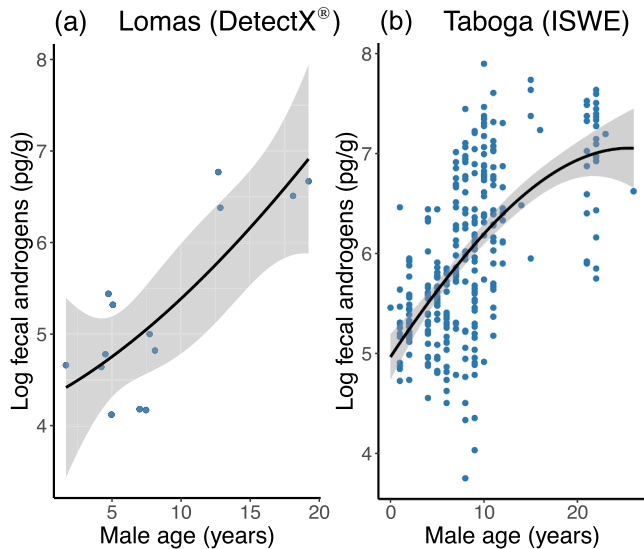 (a) Lomas (DetectX®)
Log fecal androgens (pg/g)
8
7
6
5
4
5 10 15 20
Male age (years)
(b) Taboga (ISWE)
Log fecal androgens (pg/g)
8
7
6
5
4
0 10 20
Male age (years)